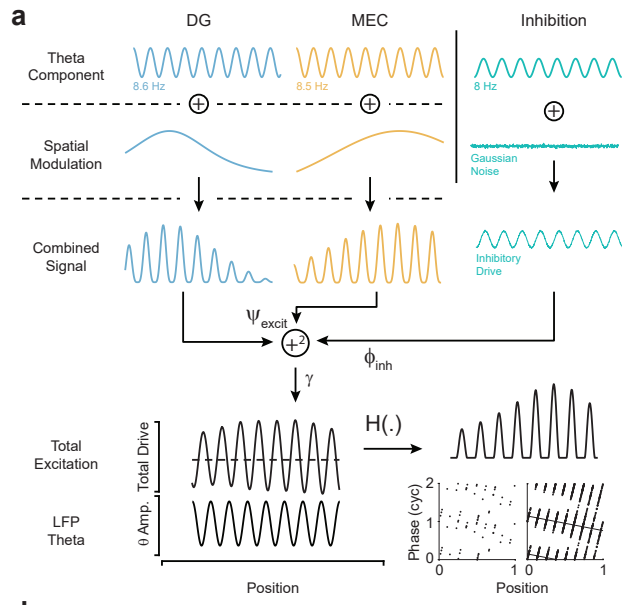 a
DG
MEC
Inhibition
Theta
Component
8.6 Hz
8.5 Hz
8 Hz
+
+
+
Spatial
Modulation
Gaussian
Noise
Combined
Signal
Inhibitory
Drive
ψexcit
+²
ϕinh
γ
Total
Excitation
Total Drive
H(.)
LFP
Theta
θ Amp.
Position
Phase (cyc)
2
1
0
0
1
0
1
Position